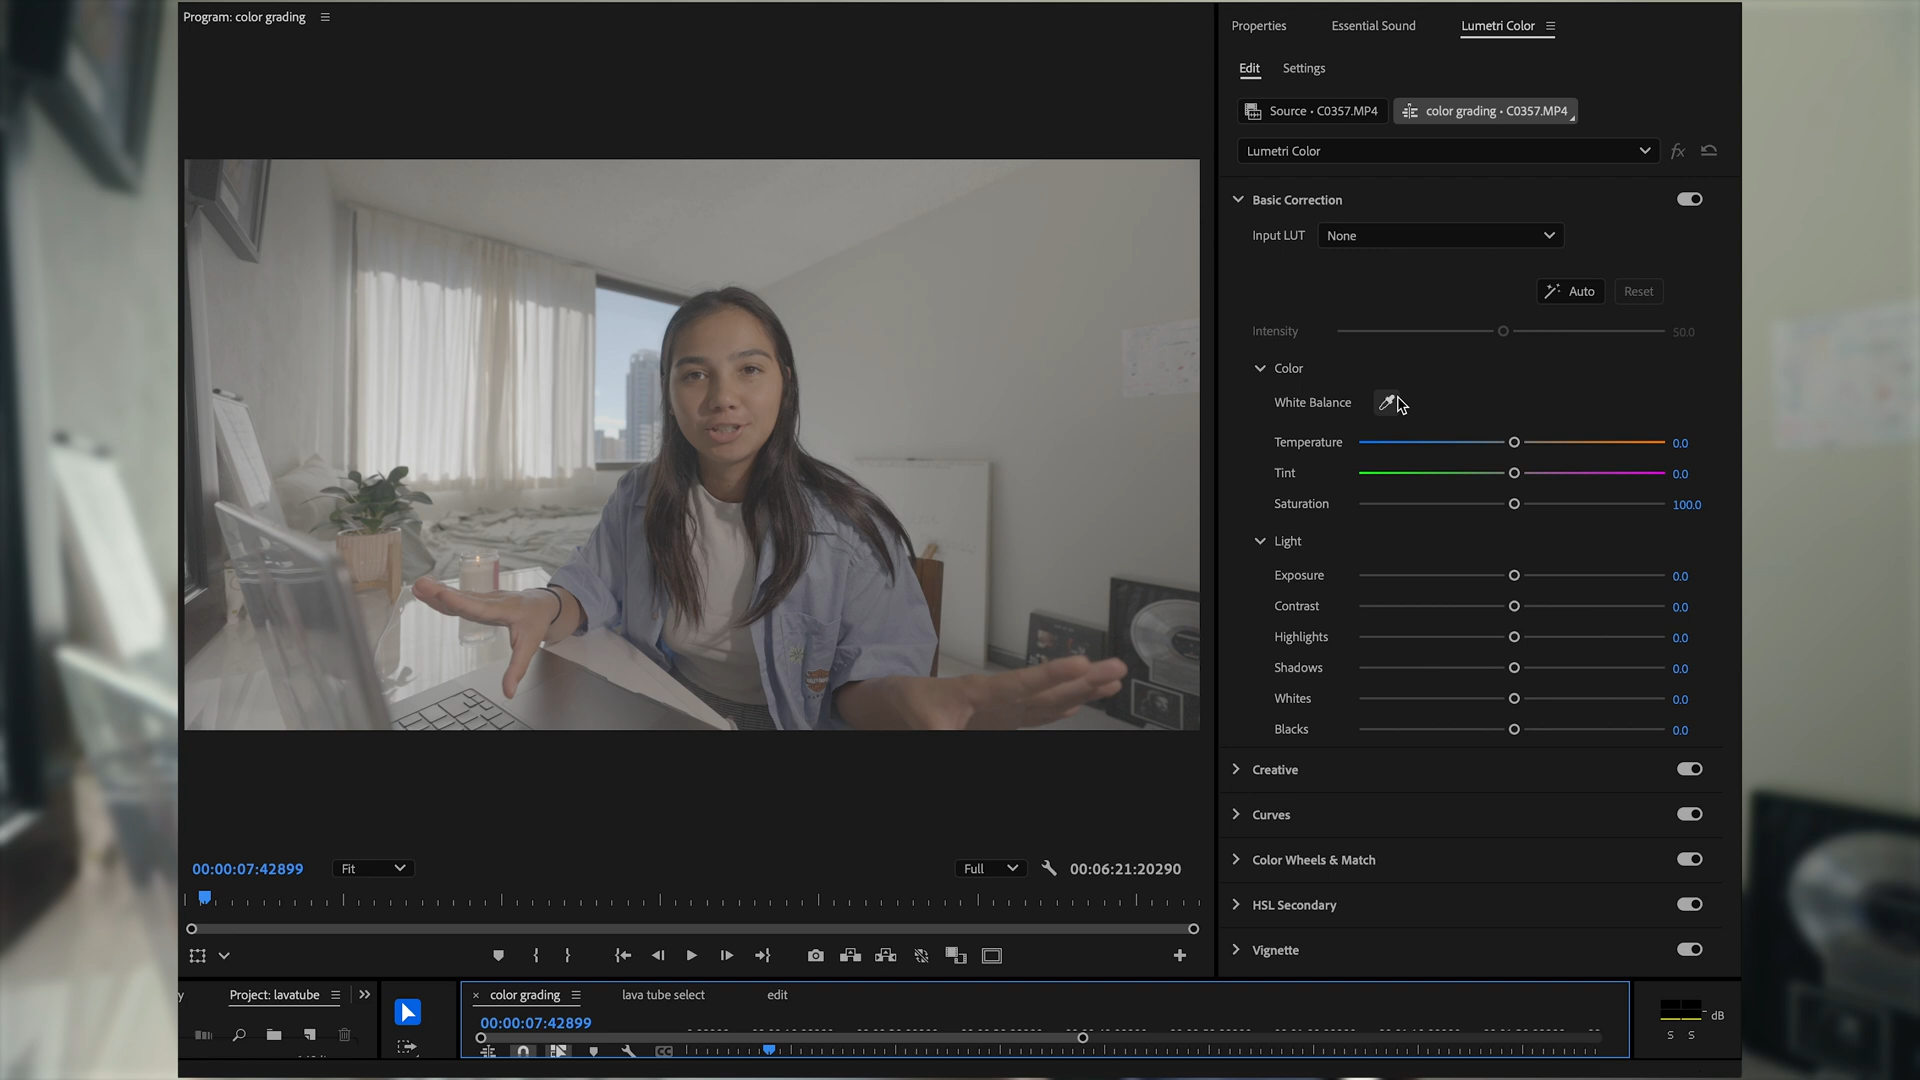 Program: color grading
Properties
Essential Sound
Lumetri Color
Edit
Settings
Source • C0357.MP4
color grading • C0357.MP4
Lumetri Color
fx
Basic Correction
Input LUT
None
Auto
Reset
Intensity
50.0
Color
White Balance
Temperature
0.0
Tint
0.0
Saturation
100.0
Light
Exposure
0.0
Contrast
0.0
Highlights
0.0
Shadows
0.0
Whites
0.0
Blacks
0.0
Creative
Curves
Color Wheels & Match
HSL Secondary
Vignette
00:00:07:42899
Fit
Full
00:06:21:20290
y
Project: lavatube
× color grading
lava tube select
edit
00:00:07:42899
CC
dB
S S